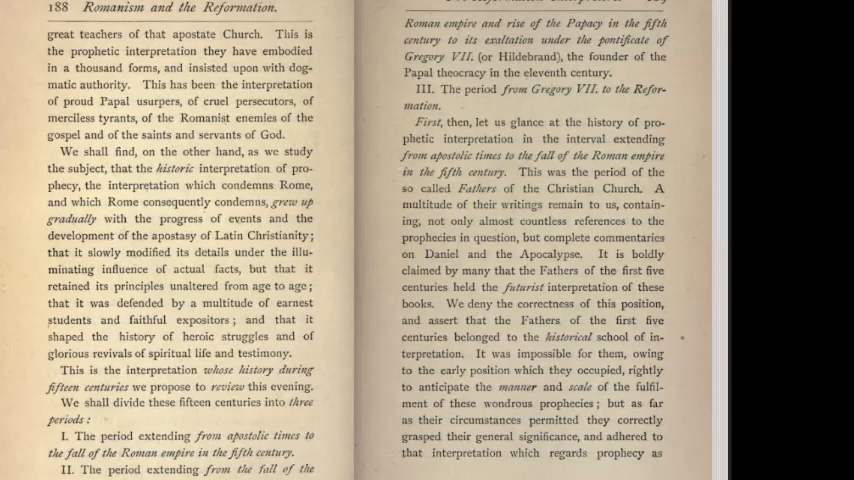 188 Romanism and the Reformation.
great teachers of that apostate Church. This is
the prophetic interpretation they have embodied
in a thousand forms, and insisted upon with dog-
matic authority. This has been the interpretation
of proud Papal usurpers, of cruel persecutors, of
merciless tyrants, of the Romanist enemies of the
gospel and of the saints and servants of God.
We shall find, on the other hand, as we study
the subject, that the historic interpretation of pro-
phecy, the interpretation which condemns Rome,
and which Rome consequently condemns, grew up
gradually with the progress of events and the
development of the apostasy of Latin Christianity;
that it slowly modified its details under the illu-
minating influence of actual facts, but that it
retained its principles unaltered from age to age;
that it was defended by a multitude of earnest
students and faithful expositors; and that it
shaped the history of heroic struggles and of
glorious revivals of spiritual life and testimony.
This is the interpretation whose history during
fifteen centuries we propose to review this evening.
We shall divide these fifteen centuries into three
periods:
I. The period extending from apostolic times to
the fall of the Roman empire in the fifth century.
II. The period extending from the fall of the
Roman empire and rise of the Papacy in the fifth
century to its exaltation under the pontificate of
Gregory VII. (or Hildebrand), the founder of the
Papal theocracy in the eleventh century.
III. The period from Gregory VII. to the Refor-
mation.
First, then, let us glance at the history of pro-
phetic interpretation in the interval extending
from apostolic times to the fall of the Roman empire
in the fifth century. This was the period of the
so called Fathers of the Christian Church. A
multitude of their writings remain to us, contain-
ing, not only almost countless references to the
prophecies in question, but complete commentaries
on Daniel and the Apocalypse. It is boldly
claimed by many that the Fathers of the first five
centuries held the futurist interpretation of these
books. We deny the correctness of this position,
and assert that the Fathers of the first five
centuries belonged to the historical school of in-
terpretation. It was impossible for them, owing
to the early position which they occupied, rightly
to anticipate the manner and scale of the fulfil-
ment of these wondrous prophecies; but as far
as their circumstances permitted they correctly
grasped their general significance, and adhered to
that interpretation which regards prophecy as